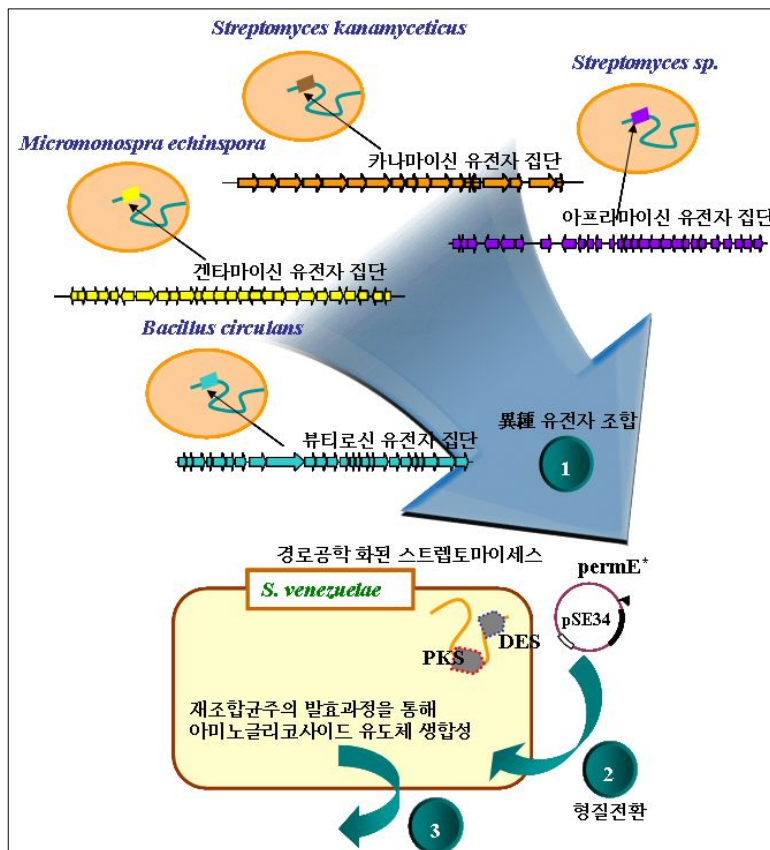 Streptomyces kanamyceticus
Streptomyces sp.
Micromonospra echinspora
카나마이신 유전자 집단
아프라마이신 유전자 집단
겐타마이신 유전자 집단
Bacillus circulans
뷰티로신 유전자 집단
異種 유전자 조합
1
경로공학 화된 스트렙토마이세스
permE*
S. venezuelae
pSE34
DES
PKS
재조합균주의 발효과정을 통해
아미노글리코사이드 유도체 생합성
2
형질전환
3